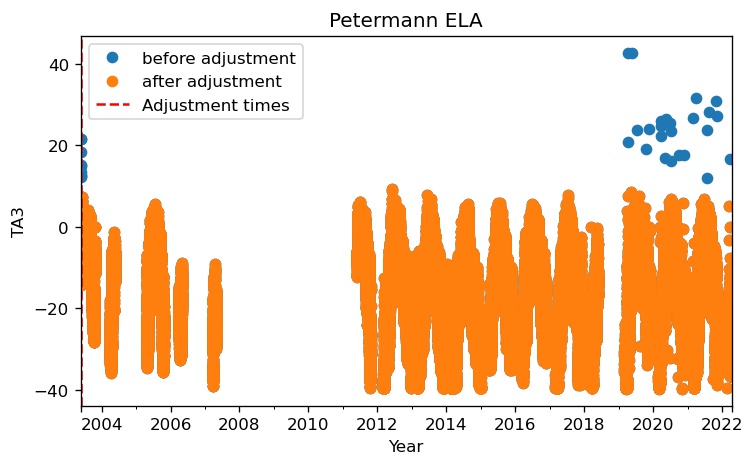 Petermann ELA
before adjustment
after adjustment
Adjustment times
TA3
40
20
0
−20
−40
2004 2006 2008 2010 2012 2014 2016 2018 2020 2022
Year